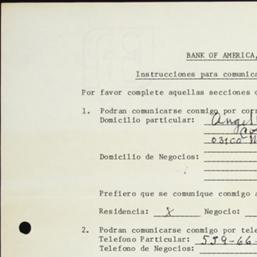 BANK OF AMERICA,
Instrucciones para comunica
Por favor complete aquellas secciones
1. Podran comunicarse conmigo por cor
Domicilio particular: Angel
03100 M
Domicilio de Negocios:
Prefiero que se comunique conmigo a
Residencia: x Negocio:
2. Podran comunicarse conmigo por tele
Telefono Particular: 559-66-
Telefono de Negocios: